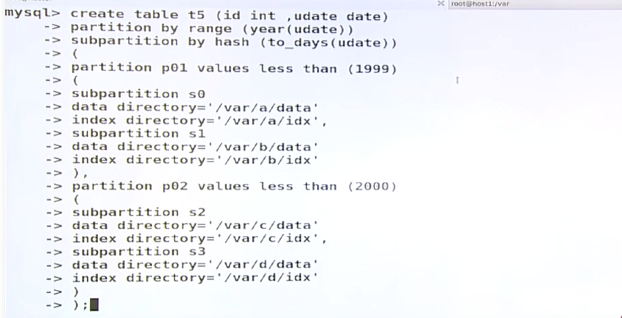 root@host1:/var
mysql> create table t5 (id int ,udate date)
-> partition by range (year(udate))
-> subpartition by hash (to_days(udate))
-> (
-> partition p01 values less than (1999)
-> (
-> subpartition s0
-> data directory='/var/a/data'
-> index directory='/var/a/idx',
-> subpartition s1
-> data directory='/var/b/data'
-> index directory='/var/b/idx'
-> ),
-> partition p02 values less than (2000)
-> (
-> subpartition s2
-> data directory='/var/c/data'
-> index directory='/var/c/idx',
-> subpartition s3
-> data directory='/var/d/data'
-> index directory='/var/d/idx'
-> )
-> );